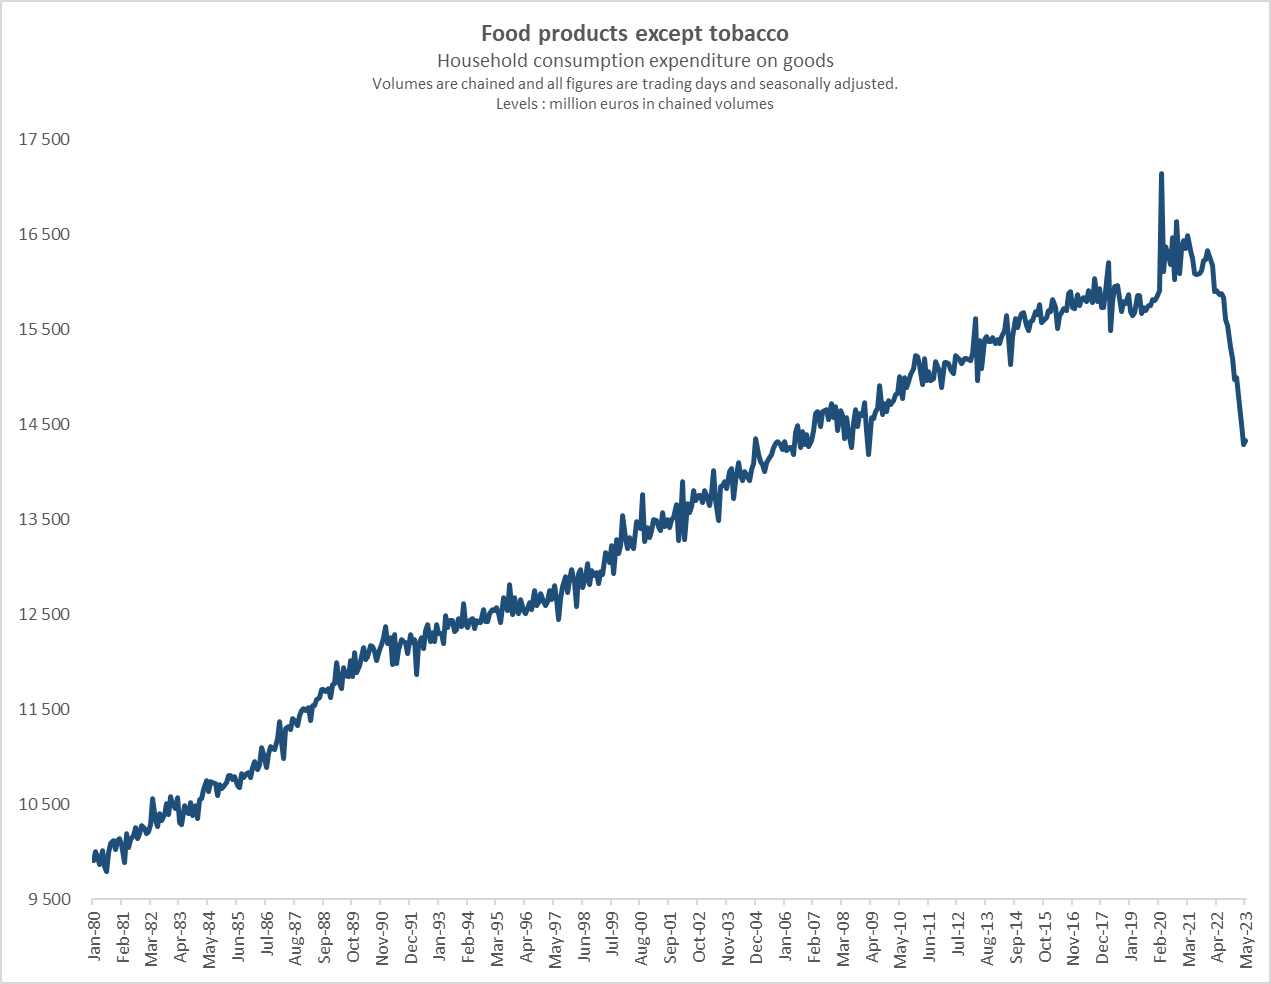 Food products except tobacco
Household consumption expenditure on goods
Volumes are chained and all figures are trading days and seasonally adjusted.
Levels : million euros in chained volumes
17 500
16 500
15 500
14 500
13 500
12 500
11 500
10 500
9 500
Jan-80
Feb-81
Mar-82
Apr-83
May-84
Jun-85
Jul-86
Aug-87
Sep-88
Oct-89
Nov-90
Dec-91
Jan-93
Feb-94
Mar-95
Apr-96
May-97
Jun-98
Jul-99
Aug-00
Sep-01
Oct-02
Nov-03
Dec-04
Jan-06
Feb-07
Mar-08
Apr-09
May-10
Jun-11
Jul-12
Aug-13
Sep-14
Oct-15
Nov-16
Dec-17
Jan-19
Feb-20
Mar-21
Apr-22
May-23